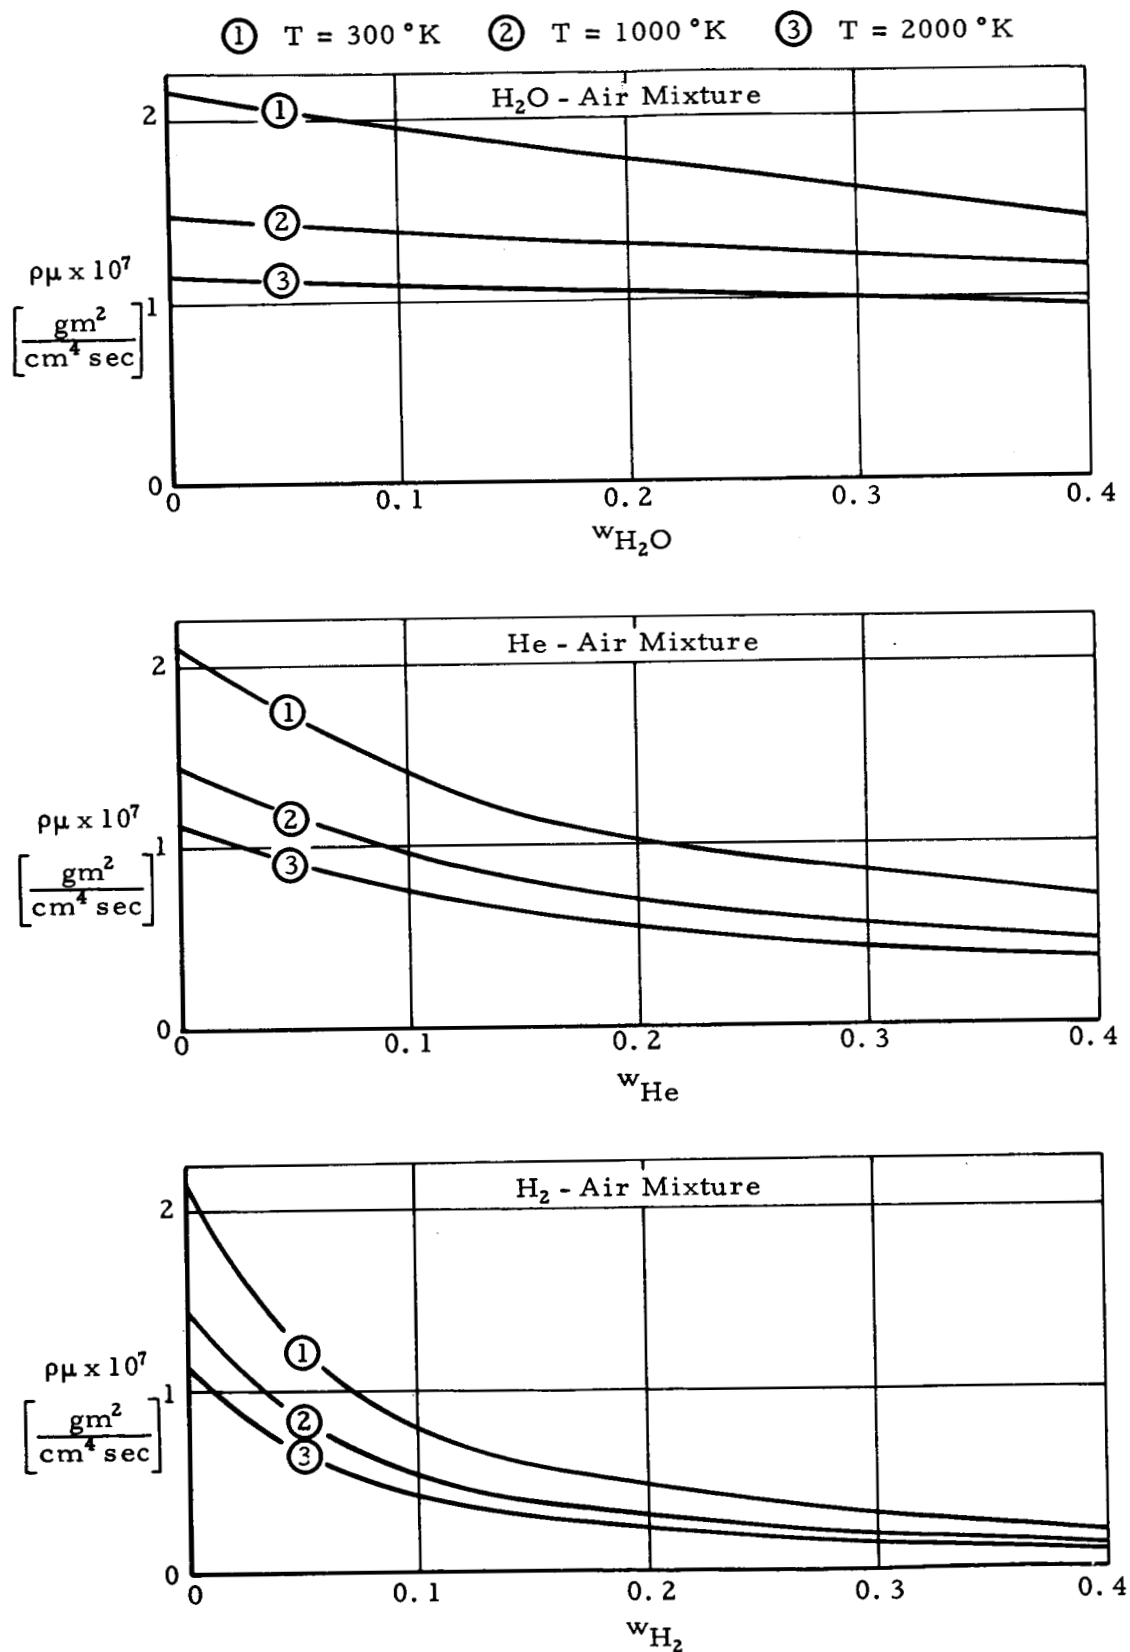 ① T = 300 °K ② T = 1000 °K ③ T = 2000 °K
H₂O - Air Mixture
2
①
②
③
ρμ x 10⁷
[gm² / cm⁴ sec]
1
0
0 0.1 0.2 0.3 0.4
w_H₂O
He - Air Mixture
2
①
②
③
ρμ x 10⁷
[gm² / cm⁴ sec]
1
0
0 0.1 0.2 0.3 0.4
w_He
H₂ - Air Mixture
2
①
②
③
ρμ x 10⁷
[gm² / cm⁴ sec]
1
0
0 0.1 0.2 0.3 0.4
w_H₂